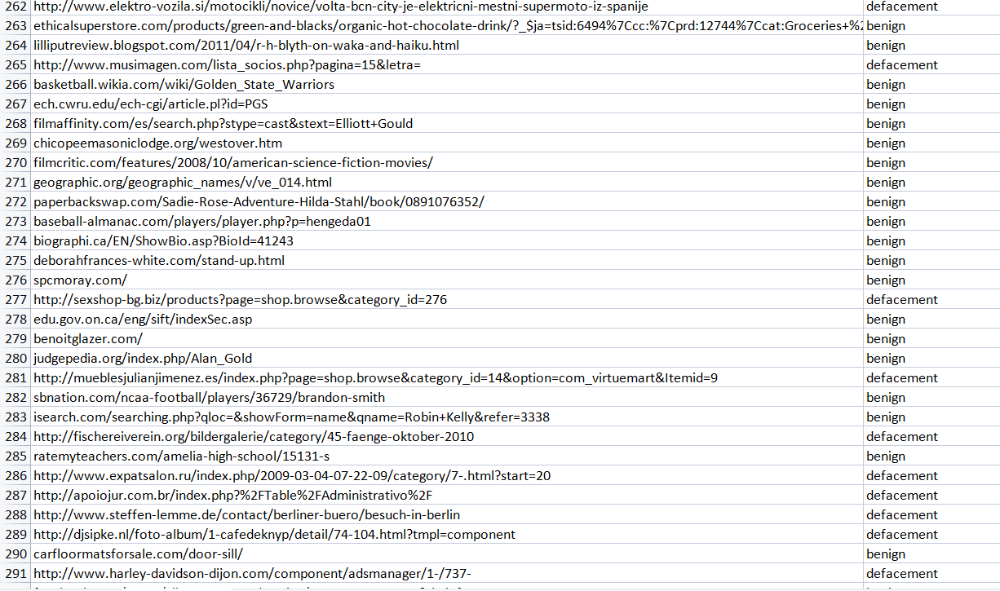 262 http://www.elektro-vozila.si/motocikli/novice/volta-bcn-city-je-elektricni-mestni-supermoto-iz-spanije defacement
263 ethicalsuperstore.com/products/green-and-blacks/organic-hot-chocolate-drink/?_$ja=tsid:6494%7Ccc:%7Cprd:12744%7Ccat:Groceries+%2 benign
264 lilliputreview.blogspot.com/2011/04/r-h-blyth-on-waka-and-haiku.html benign
265 http://www.musimagen.com/lista_socios.php?pagina=15&letra= defacement
266 basketball.wikia.com/wiki/Golden_State_Warriors benign
267 ech.cwru.edu/ech-cgi/article.pl?id=PGS benign
268 filmaffinity.com/es/search.php?stype=cast&stext=Elliott+Gould benign
269 chicopeemasoniclodge.org/westover.htm benign
270 filmcritic.com/features/2008/10/american-science-fiction-movies/ benign
271 geographic.org/geographic_names/v/ve_014.html benign
272 paperbackswap.com/Sadie-Rose-Adventure-Hilda-Stahl/book/0891076352/ benign
273 baseball-almanac.com/players/player.php?p=hengeda01 benign
274 biographi.ca/EN/ShowBio.asp?BioId=41243 benign
275 deborahfrances-white.com/stand-up.html benign
276 spcmoray.com/ benign
277 http://sexshop-bg.biz/products?page=shop.browse&category_id=276 defacement
278 edu.gov.on.ca/eng/sift/indexSec.asp benign
279 benoitglazer.com/ benign
280 judgepedia.org/index.php/Alan_Gold benign
281 http://mueblesjulianjimenez.es/index.php?page=shop.browse&category_id=14&option=com_virtuemart&Itemid=9 defacement
282 sbnation.com/ncaa-football/players/36729/brandon-smith benign
283 isearch.com/searching.php?qloc=&showForm=name&qname=Robin+Kelly&refer=3338 benign
284 http://fischereiverein.org/bildergalerie/category/45-faenge-oktober-2010 defacement
285 ratemyteachers.com/amelia-high-school/15131-s benign
286 http://www.expatsalon.ru/index.php/2009-03-04-07-22-09/category/7-.html?start=20 defacement
287 http://apoiojur.com.br/index.php?%2FTable%2FAdministrativo%2F defacement
288 http://www.steffen-lemme.de/contact/berliner-buero/besuch-in-berlin defacement
289 http://djsipke.nl/foto-album/1-cafedeknyp/detail/74-104.html?tmpl=component defacement
290 carfloormatsforsale.com/door-sill/ benign
291 http://www.harley-davidson-dijon.com/component/adsmanager/1-/737- defacement